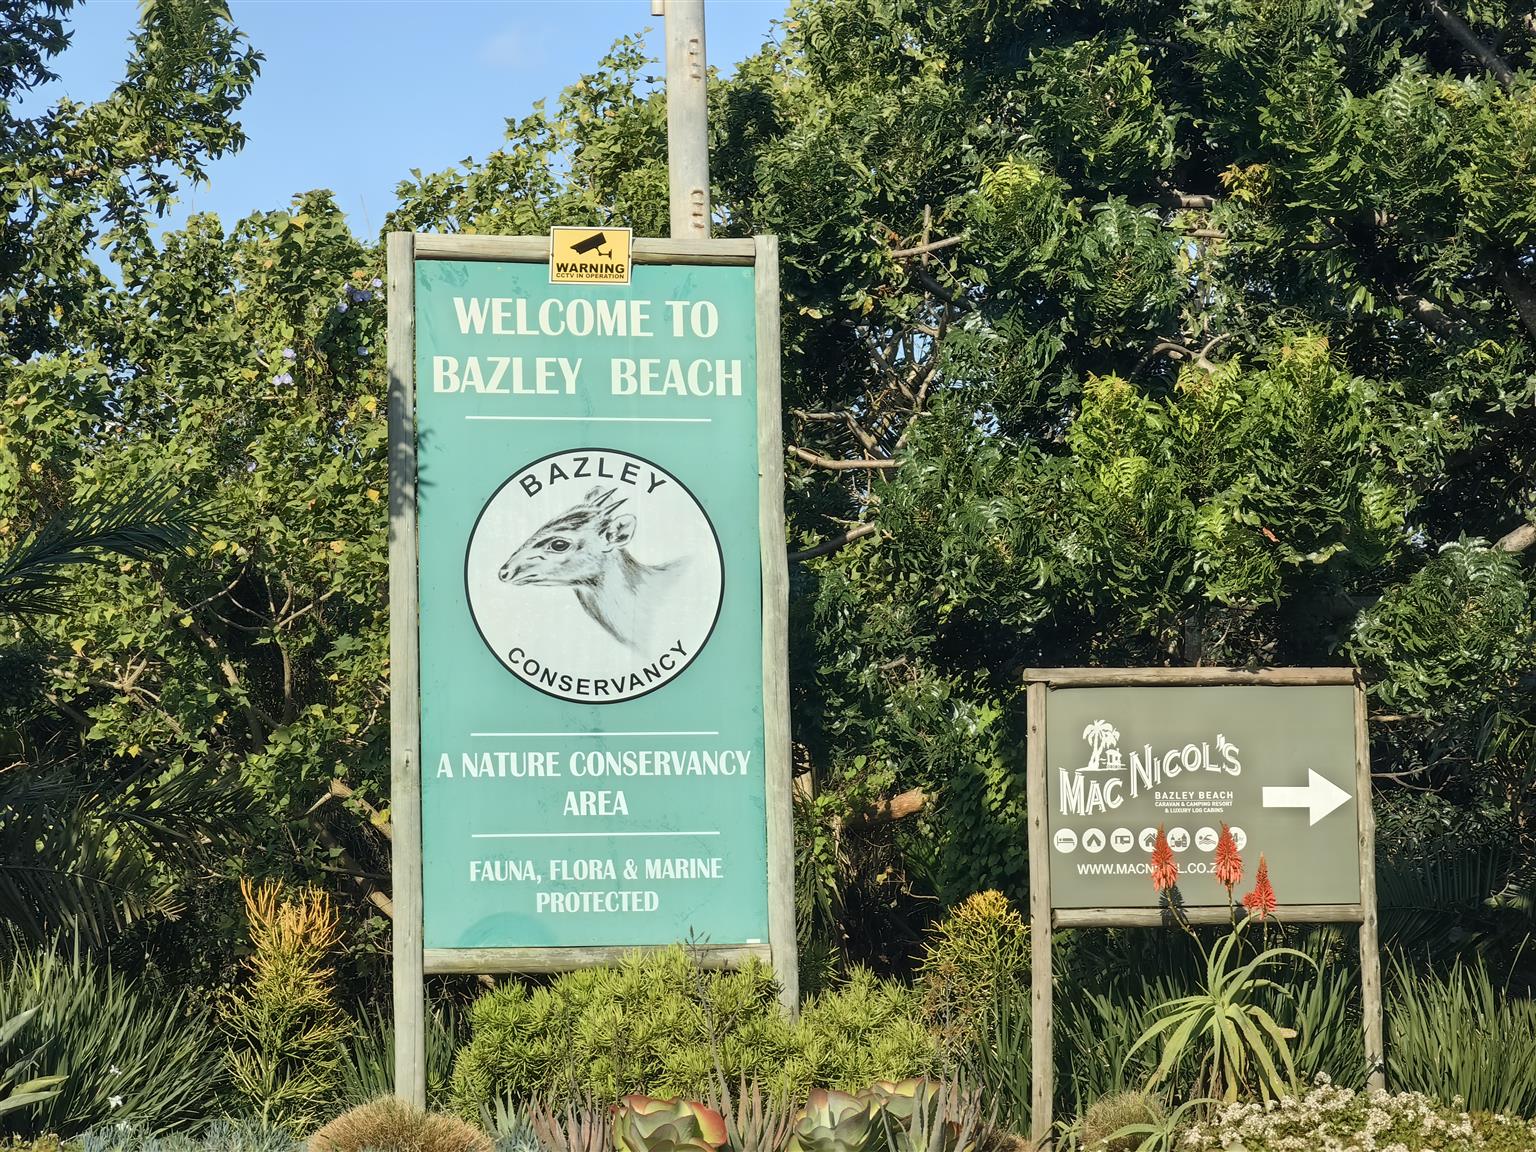 WARNING
CCTV IN OPERATION
WELCOME TO
BAZLEY BEACH
BAZLEY
CONSERVANCY
A NATURE CONSERVANCY
AREA
FAUNA, FLORA & MARINE
PROTECTED
MAC NICOL'S
BAZLEY BEACH
CARAVAN & CAMPING RESORT
& LUXURY LOG CABINS